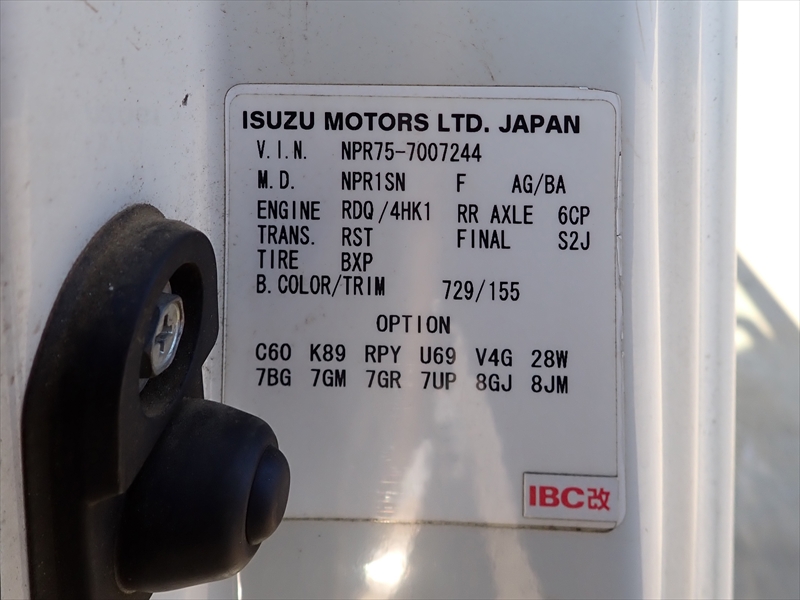 ISUZU MOTORS LTD. JAPAN
V.I.N. NPR75-7007244
M.D. NPR1SN F AG/BA
ENGINE RDQ/4HK1 RR AXLE 6CP
TRANS. RST FINAL S2J
TIRE BXP
B.COLOR/TRIM 729/155
OPTION
C60 K89 RPY U69 V4G 28W
7BG 7GM 7GR 7UP 8GJ 8JM
IBC改